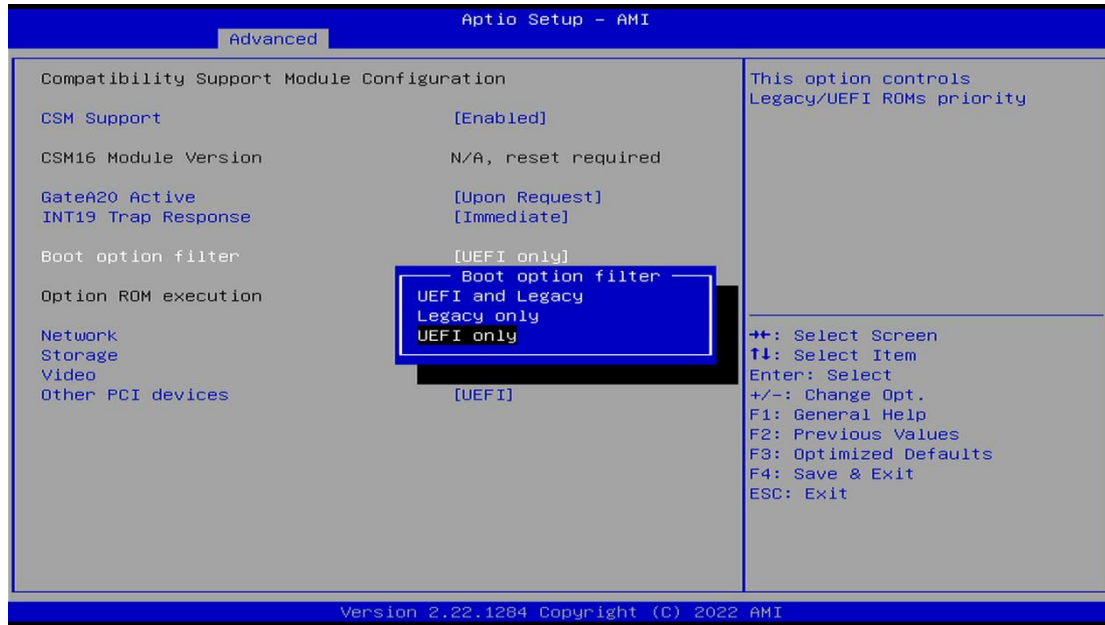 Aptio Setup – AMI
Advanced
Compatibility Support Module Configuration
CSM Support [Enabled]
CSM16 Module Version N/A, reset required
GateA20 Active [Upon Request]
INT19 Trap Response [Immediate]
Boot option filter [UEFI only]
Option ROM execution
Network
Storage
Video
Other PCI devices [UEFI]
Boot option filter
UEFI and Legacy
Legacy only
UEFI only
This option controls
Legacy/UEFI ROMs priority
→←: Select Screen
↑↓: Select Item
Enter: Select
+/-: Change Opt.
F1: General Help
F2: Previous Values
F3: Optimized Defaults
F4: Save & Exit
ESC: Exit
Version 2.22.1284 Copyright (C) 2022 AMI